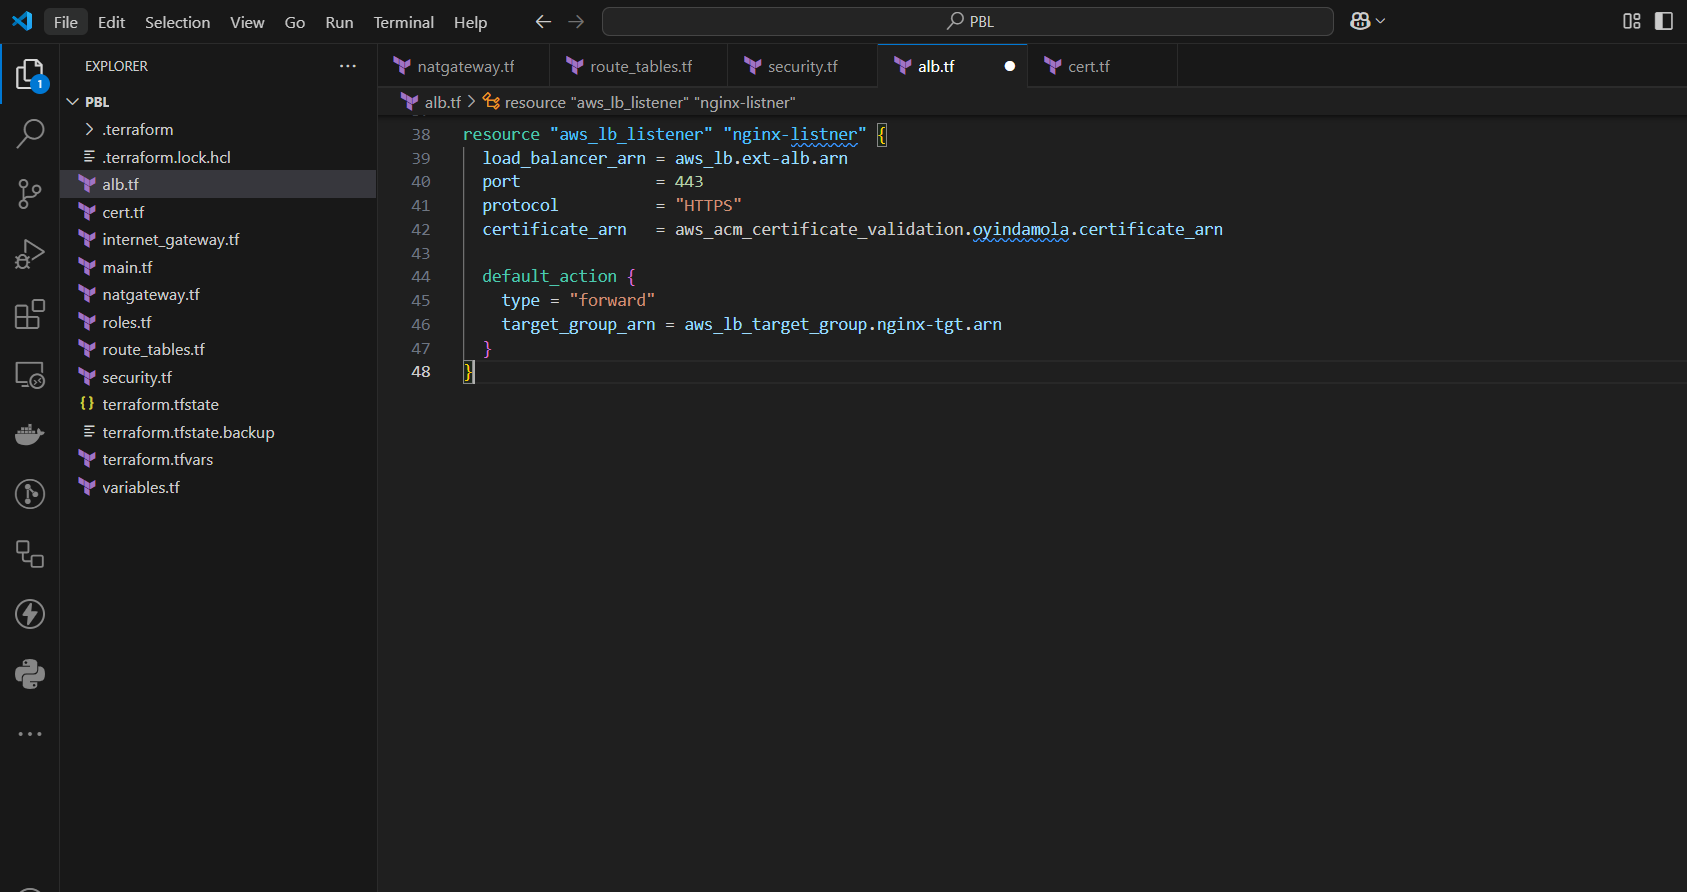 File Edit Selection View Go Run Terminal Help
PBL
EXPLORER
PBL
.terraform
.terraform.lock.hcl
alb.tf
cert.tf
internet_gateway.tf
main.tf
natgateway.tf
roles.tf
route_tables.tf
security.tf
terraform.tfstate
terraform.tfstate.backup
terraform.tfvars
variables.tf
1
natgateway.tf route_tables.tf security.tf alb.tf cert.tf
alb.tf > resource "aws_lb_listener" "nginx-listner"
38 resource "aws_lb_listener" "nginx-listner" {
39 load_balancer_arn = aws_lb.ext-alb.arn
40 port = 443
41 protocol = "HTTPS"
42 certificate_arn = aws_acm_certificate_validation.oyindamola.certificate_arn
43
44 default_action {
45 type = "forward"
46 target_group_arn = aws_lb_target_group.nginx-tgt.arn
47 }
48 }